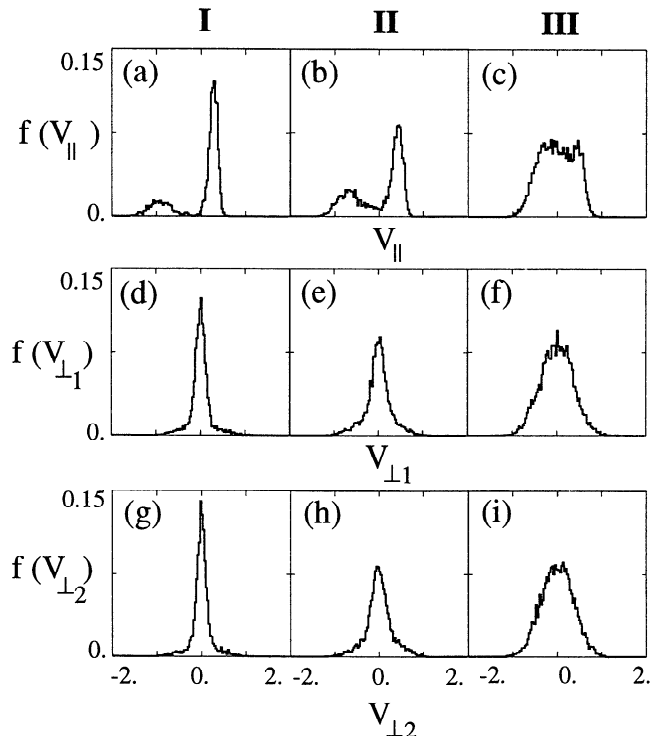 I II III
0.15 (a) (b) (c)
f (V∥)
0.
V∥
0.15 (d) (e) (f)
f (V⊥1)
0.
V⊥1
0.15 (g) (h) (i)
f (V⊥2)
0.
-2. 0. 2. -2. 0. 2. -2. 0. 2.
V⊥2